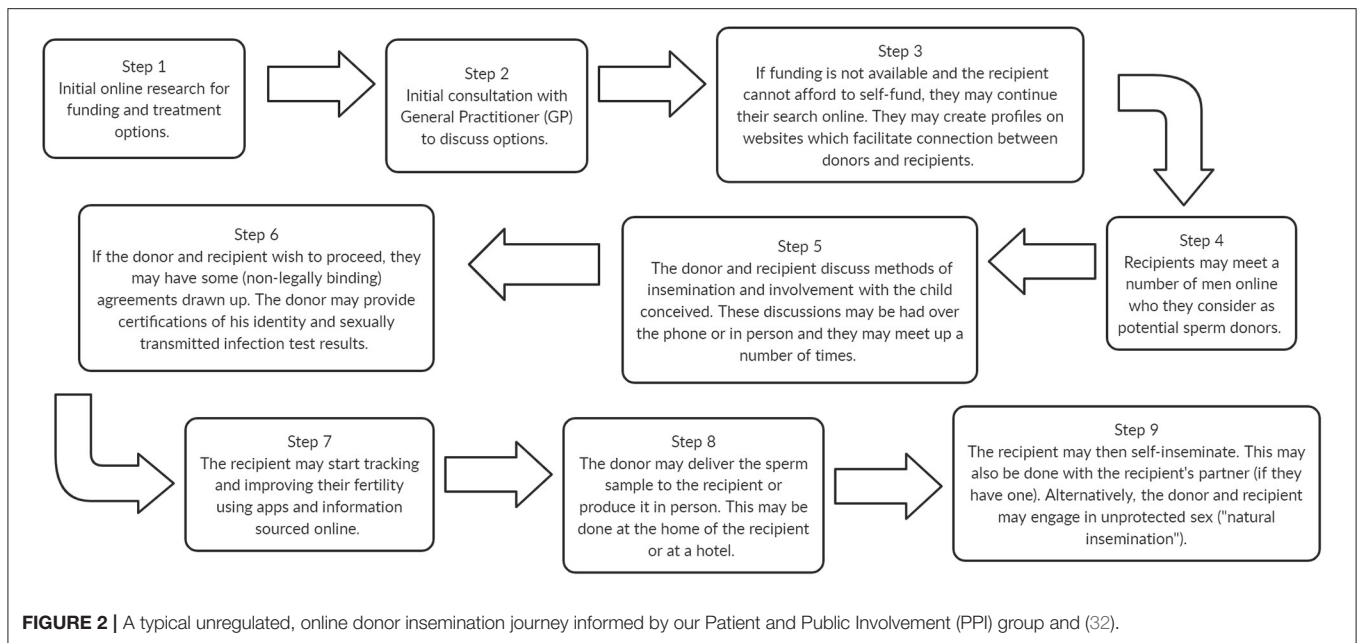 Step 1
Initial online research for
funding and treatment
options.
Step 2
Initial consultation with
General Practitioner (GP)
to discuss options.
Step 3
If funding is not available and the recipient
cannot afford to self-fund, they may continue
their search online. They may create profiles on
websites which facilitate connection between
donors and recipients.
Step 4
Recipients may meet a
number of men online
who they consider as
potential sperm donors.
Step 5
The donor and recipient discuss methods of
insemination and involvement with the child
conceived. These discussions may be had over
the phone or in person and they may meet up a
number of times.
Step 6
If the donor and recipient wish to proceed, they
may have some (non-legally binding)
agreements drawn up. The donor may provide
certifications of his identity and sexually
transmitted infection test results.
Step 7
The recipient may start tracking
and improving their fertility
using apps and information
sourced online.
Step 8
The donor may deliver the sperm
sample to the recipient or
produce it in person. This may be
done at the home of the recipient
or at a hotel.
Step 9
The recipient may then self-inseminate. This may
also be done with the recipient's partner (if they
have one). Alternatively, the donor and recipient
may engage in unprotected sex ("natural
insemination").
FIGURE 2 | A typical unregulated, online donor insemination journey informed by our Patient and Public Involvement (PPI) group and (32).